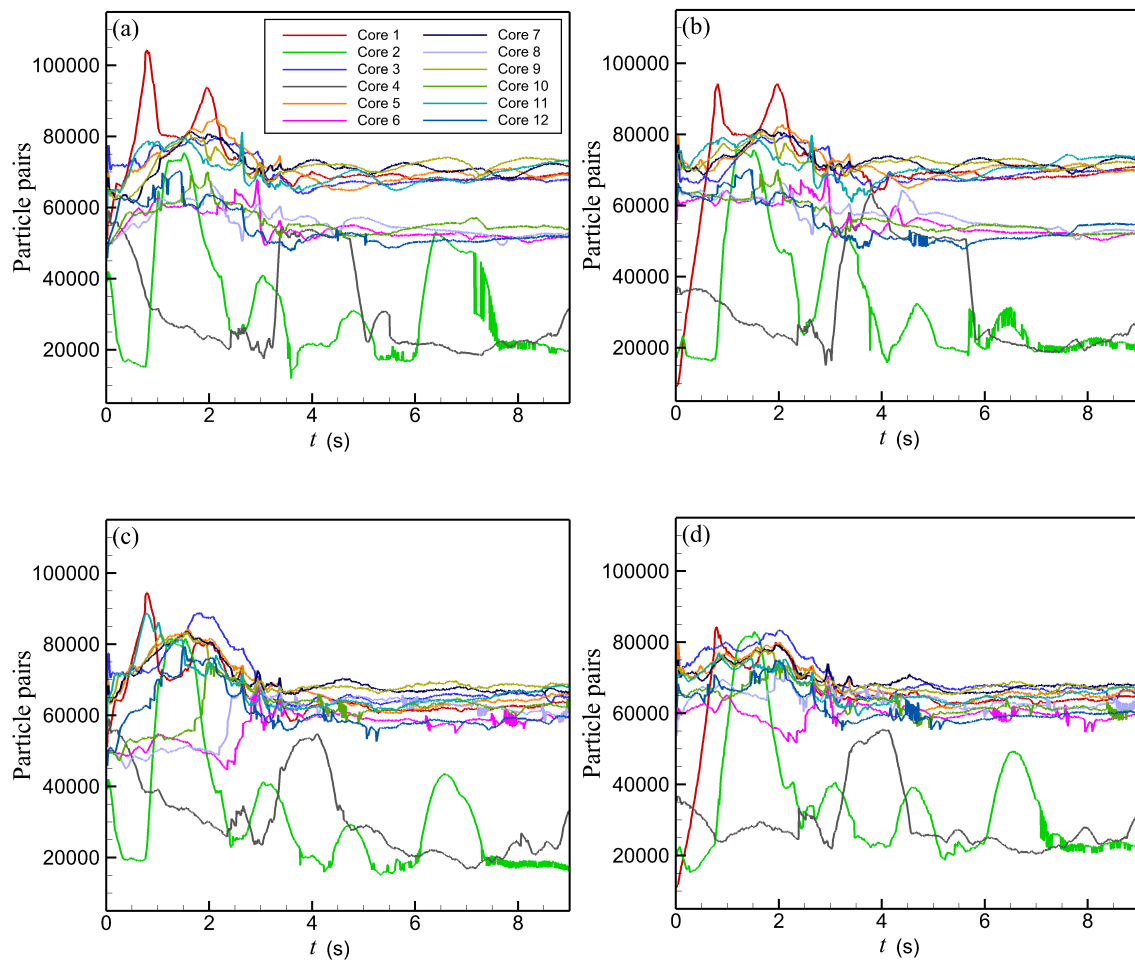 (a)
Core 1 Core 7
Core 2 Core 8
Core 3 Core 9
Core 4 Core 10
Core 5 Core 11
Core 6 Core 12
100000
80000
60000
40000
20000
Particle pairs
0 2 4 6 8
t (s)
(b)
100000
80000
60000
40000
20000
Particle pairs
0 2 4 6 8
t (s)
(c)
100000
80000
60000
40000
20000
Particle pairs
0 2 4 6 8
t (s)
(d)
100000
80000
60000
40000
20000
Particle pairs
0 2 4 6 8
t (s)